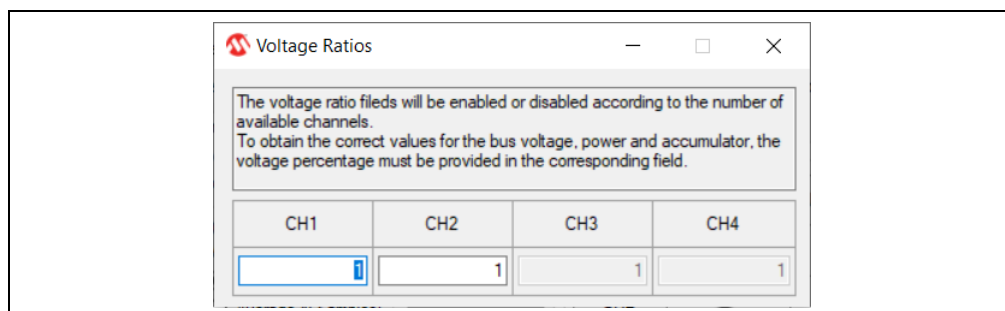 Voltage Ratios
The voltage ratio fileds will be enabled or disabled according to the number of
available channels.
To obtain the correct values for the bus voltage, power and accumulator, the
voltage percentage must be provided in the corresponding field.
CH1 CH2 CH3 CH4
1 1 1 1